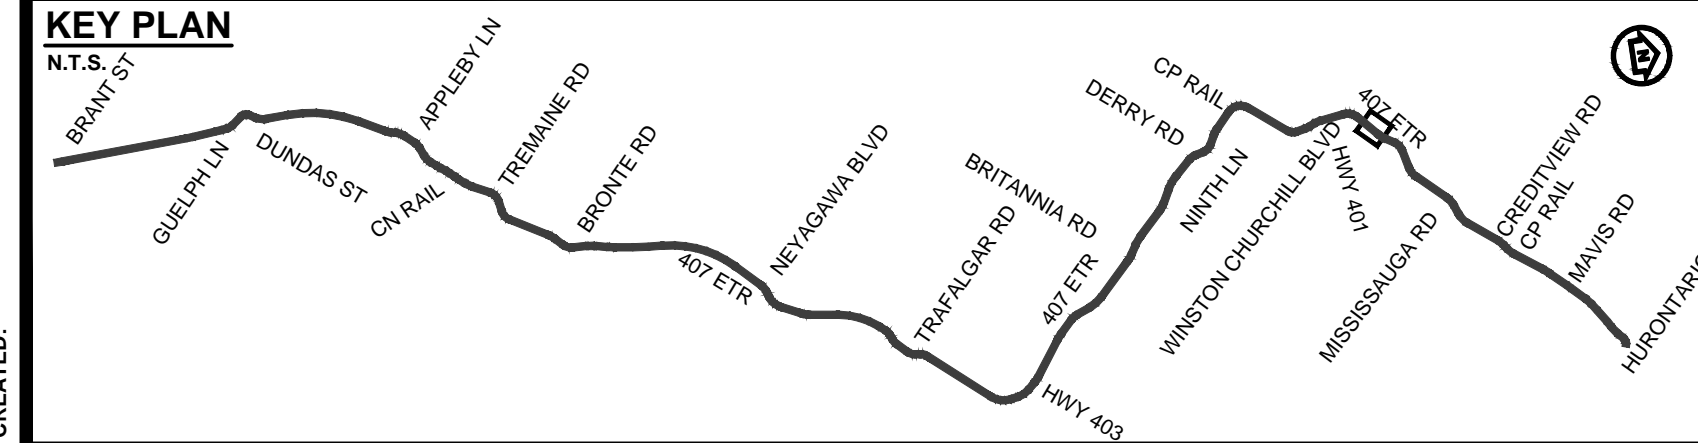 KEY PLAN
N.T.S.
BRANT ST
GUELPH LN
DUNDAS ST
CN RAIL
APPLEBY LN
TREMAINE RD
BRONTE RD
407 ETR
NEYAGAWA BLVD
TRAFALGAR RD
HWY 403
407 ETR
BRITANNIA RD
DERRY RD
CP RAIL
NINTH LN
WINSTON CHURCHILL BLVD
HWY 401
407 ETR
MISSISSAUGA RD
CREDITVIEW RD
CP RAIL
MAVIS RD
N
CREATED: